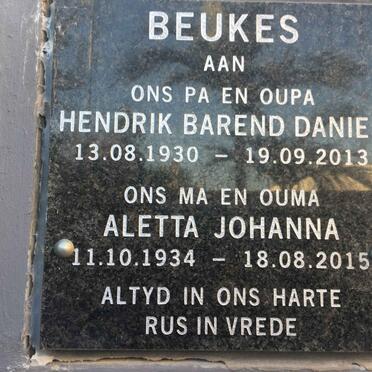 BEUKES
AAN
ONS PA EN OUPA
HENDRIK BAREND DANIE
13.08.1930 – 19.09.2013
ONS MA EN OUMA
ALETTA JOHANNA
11.10.1934 – 18.08.2015
ALTYD IN ONS HARTE
RUS IN VREDE